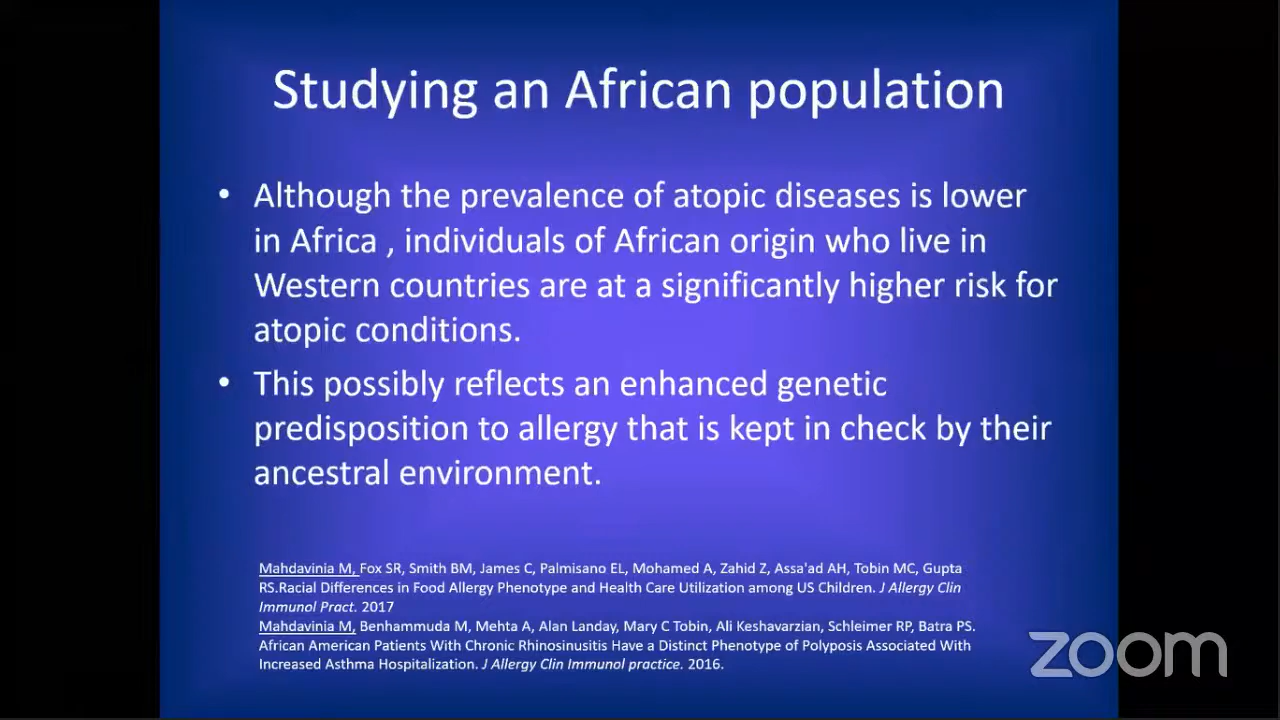 Studying an African population
• Although the prevalence of atopic diseases is lower
in Africa , individuals of African origin who live in
Western countries are at a significantly higher risk for
atopic conditions.
• This possibly reflects an enhanced genetic
predisposition to allergy that is kept in check by their
ancestral environment.
Mahdavinia M, Fox SR, Smith BM, James C, Palmisano EL, Mohamed A, Zahid Z, Assa'ad AH, Tobin MC, Gupta
RS.Racial Differences in Food Allergy Phenotype and Health Care Utilization among US Children. J Allergy Clin
Immunol Pract. 2017
Mahdavinia M, Benhammuda M, Mehta A, Alan Landay, Mary C Tobin, Ali Keshavarzian, Schleimer RP, Batra PS.
African American Patients With Chronic Rhinosinusitis Have a Distinct Phenotype of Polyposis Associated With
Increased Asthma Hospitalization. J Allergy Clin Immunol practice. 2016.
zoom